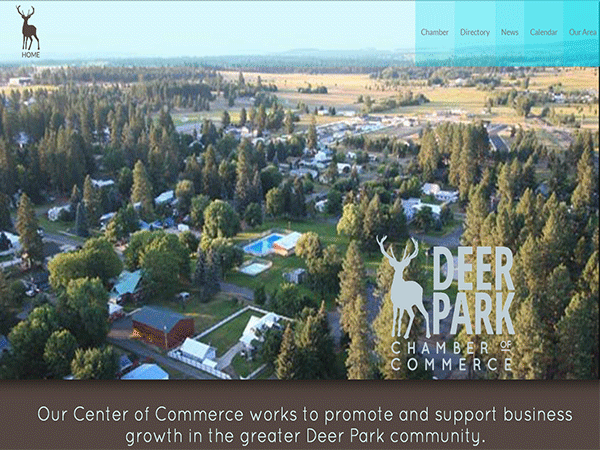 HOME
Chamber Directory News Calendar Our Area
DEER
PARK
CHAMBER OF
COMMERCE
Our Center of Commerce works to promote and support business
growth in the greater Deer Park community.